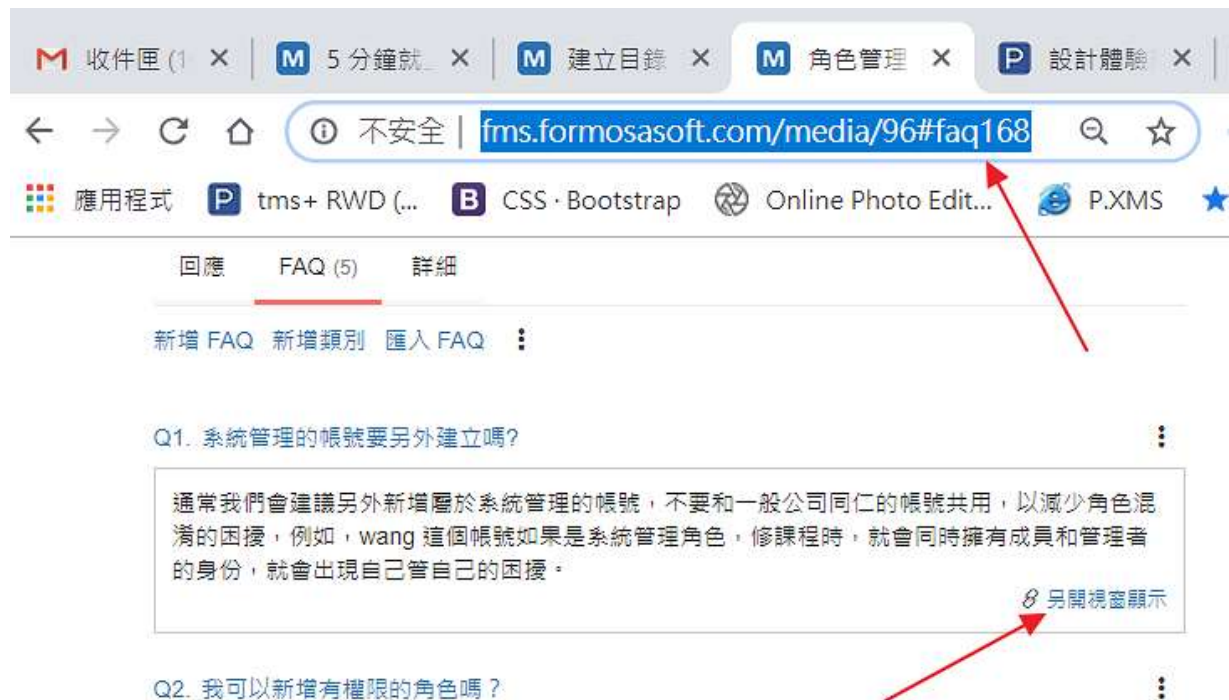 收件匣 (1
5 分鐘就
建立目錄
角色管理
設計體驗
不安全 | fms.formosasoft.com/media/96#faq168
應用程式 tms+ RWD (... CSS · Bootstrap Online Photo Edit... P.XMS
回應 FAQ (5) 詳細
新增 FAQ 新增類別 匯入 FAQ
Q1. 系統管理的帳號要另外建立嗎?
通常我們會建議另外新增屬於系統管理的帳號，不要和一般公司同仁的帳號共用，以減少角色混
淆的困擾，例如，wang 這個帳號如果是系統管理角色，修課程時，就會同時擁有成員和管理者
的身份，就會出現自己管自己的困擾。
另開視窗顯示
Q2. 我可以新增有權限的角色嗎？